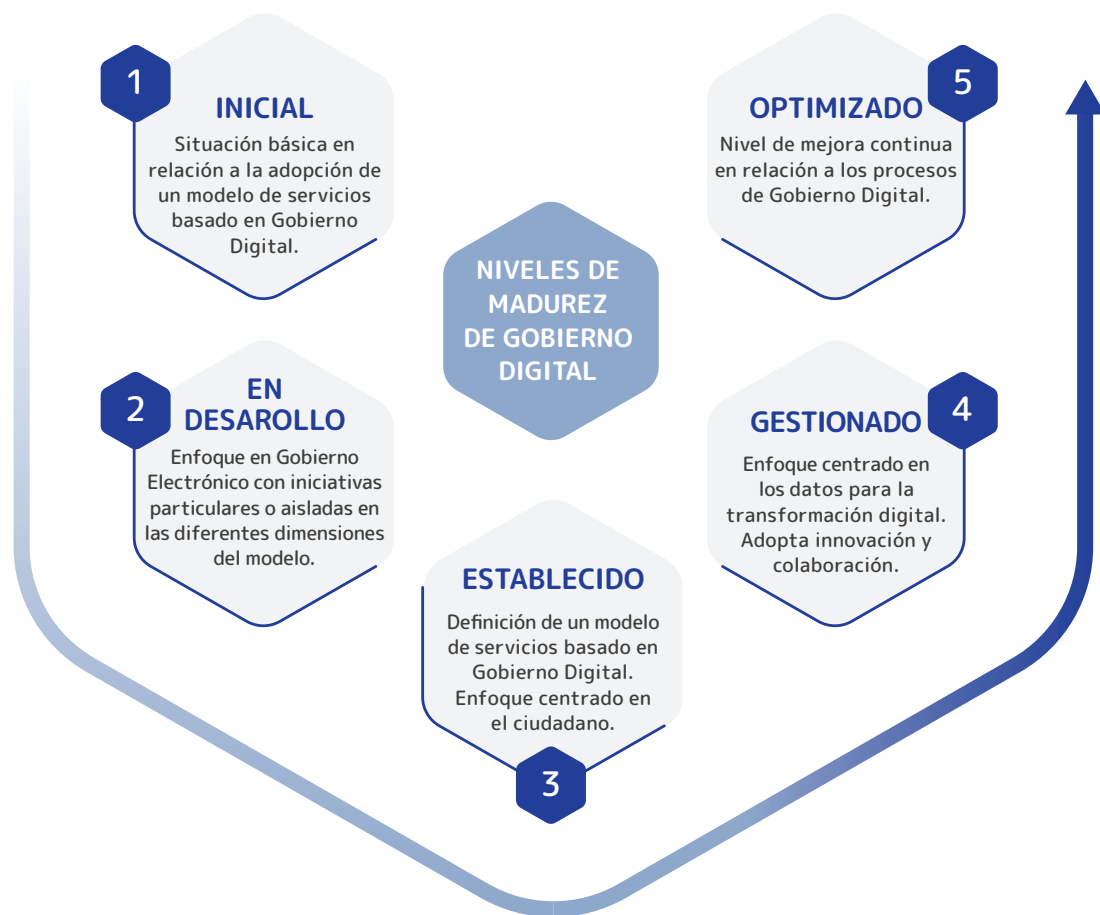 1
INICIAL
Situación básica en
relación a la adopción de
un modelo de servicios
basado en Gobierno
Digital.
2
EN
DESAROLLO
Enfoque en Gobierno
Electrónico con iniciativas
particulares o aisladas en
las diferentes dimensiones
del modelo.
NIVELES DE
MADUREZ
DE GOBIERNO
DIGITAL
ESTABLECIDO
Definición de un modelo
de servicios basado en
Gobierno Digital.
Enfoque centrado en
el ciudadano.
3
GESTIONADO
4
Enfoque centrado en
los datos para la
transformación digital.
Adopta innovación y
colaboración.
OPTIMIZADO
5
Nivel de mejora continua
en relación a los procesos
de Gobierno Digital.